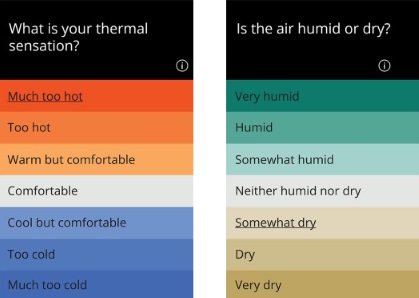 What is your thermal
sensation?
Much too hot
Too hot
Warm but comfortable
Comfortable
Cool but comfortable
Too cold
Much too cold
Is the air humid or dry?
Very humid
Humid
Somewhat humid
Neither humid nor dry
Somewhat dry
Dry
Very dry